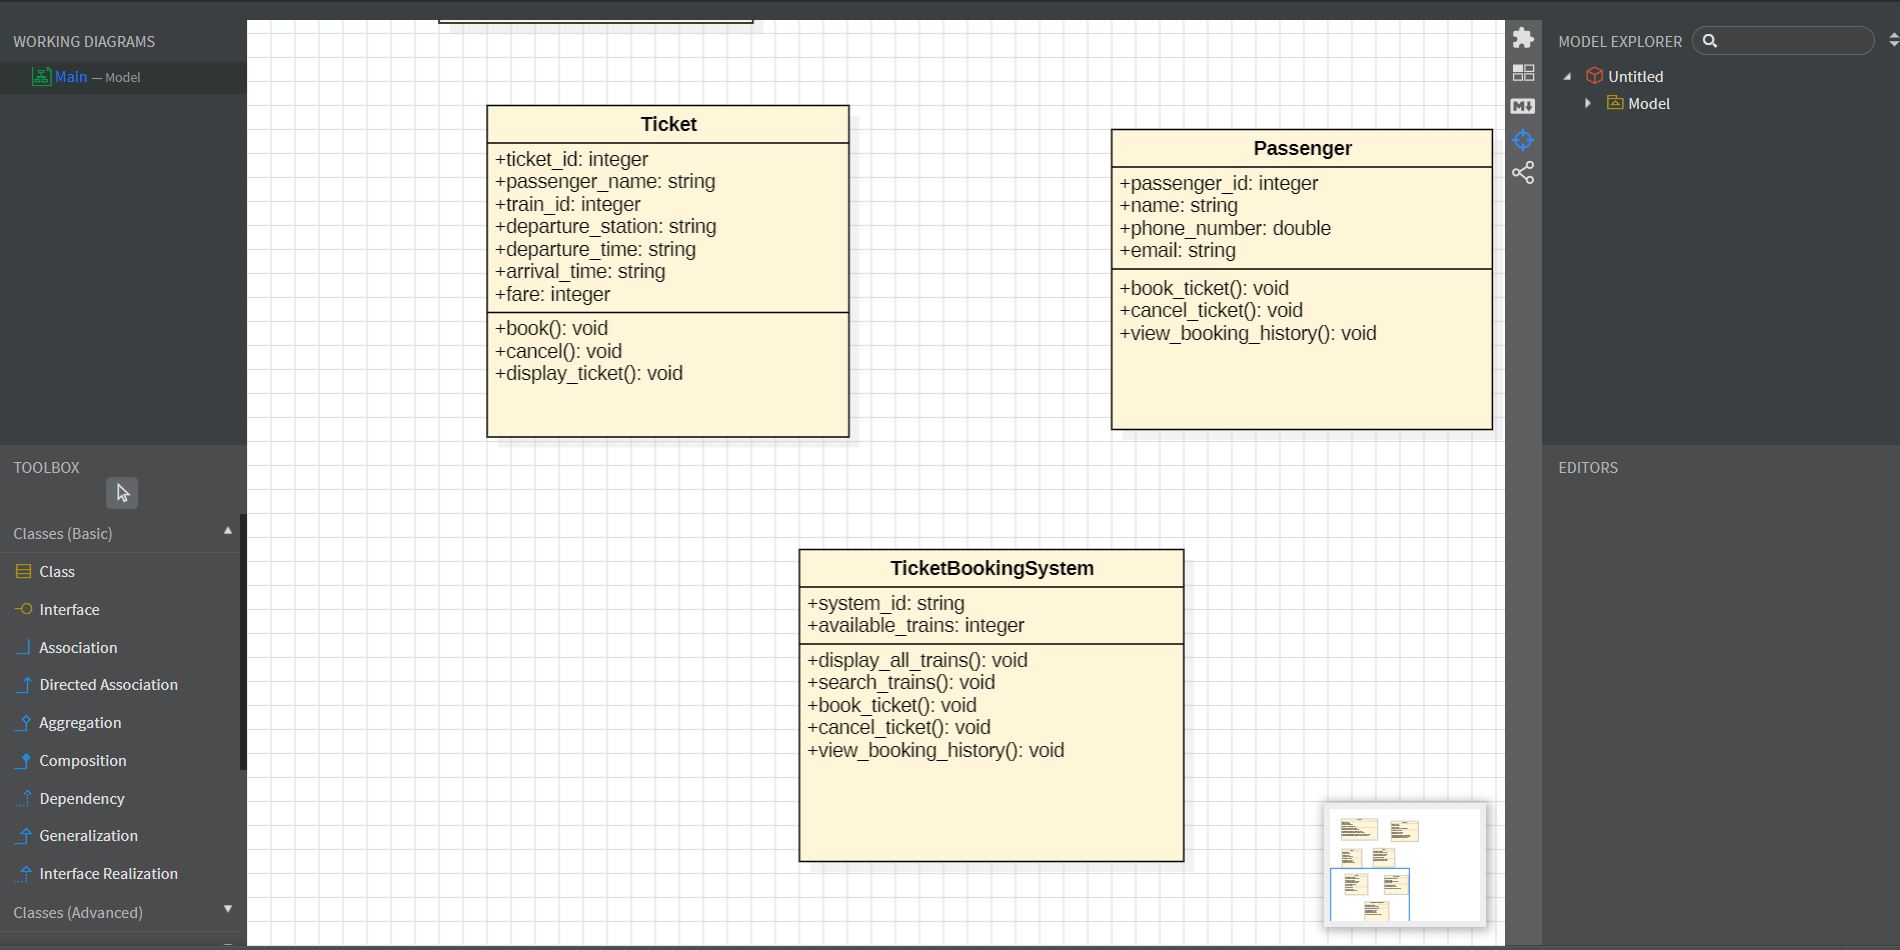 WORKING DIAGRAMS
Main — Model
TOOLBOX
Classes (Basic)
Class
Interface
Association
Directed Association
Aggregation
Composition
Dependency
Generalization
Interface Realization
Classes (Advanced)
Ticket
+ticket_id: integer
+passenger_name: string
+train_id: integer
+departure_station: string
+departure_time: string
+arrival_time: string
+fare: integer
+book(): void
+cancel(): void
+display_ticket(): void
Passenger
+passenger_id: integer
+name: string
+phone_number: double
+email: string
+book_ticket(): void
+cancel_ticket(): void
+view_booking_history(): void
TicketBookingSystem
+system_id: string
+available_trains: integer
+display_all_trains(): void
+search_trains(): void
+book_ticket(): void
+cancel_ticket(): void
+view_booking_history(): void
M
MODEL EXPLORER
Untitled
Model
EDITORS